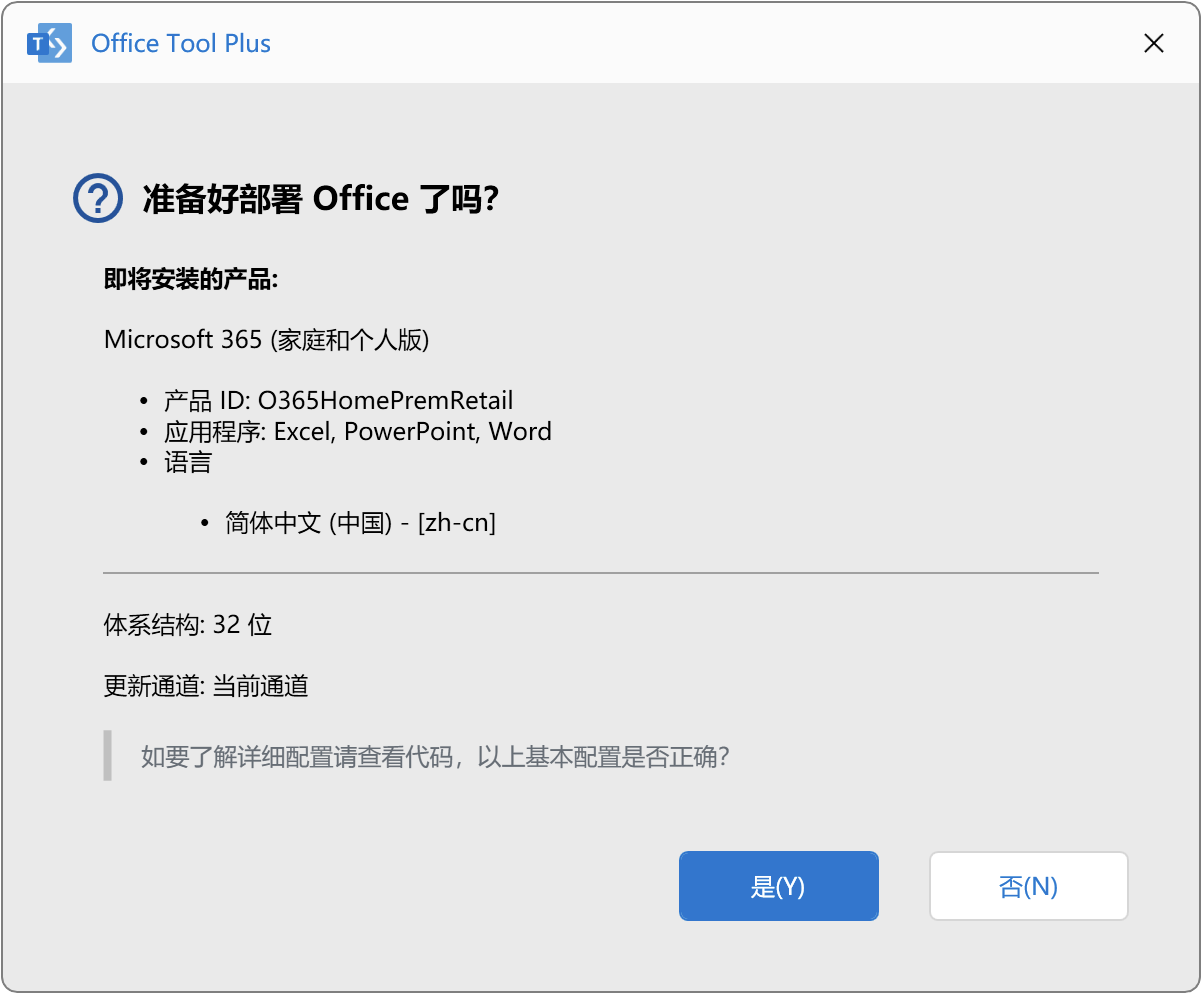 Office Tool Plus
准备好部署 Office 了吗?
即将安装的产品:
Microsoft 365 (家庭和个人版)
• 产品 ID: O365HomePremRetail
• 应用程序: Excel, PowerPoint, Word
• 语言
• 简体中文 (中国) - [zh-cn]
体系结构: 32 位
更新通道: 当前通道
如要了解详细配置请查看代码，以上基本配置是否正确?
是(Y)
否(N)